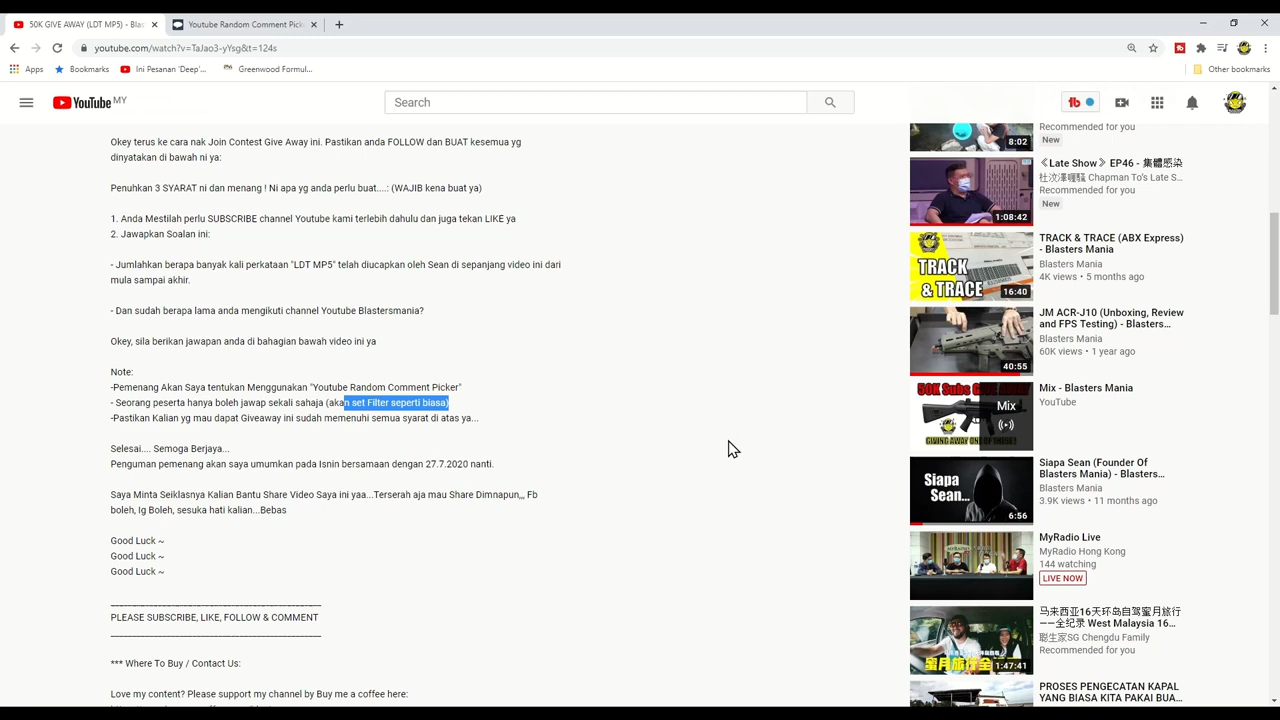 50K GIVE AWAY (LDT MP5) - Blas
Youtube Random Comment Pick
youtube.com/watch?v=TaJao3-yYsg&t=124s
Apps
Bookmarks
Ini Pesanan 'Deep'...
Greenwood Formul...
Other bookmarks
YouTube MY
Search
Okey terus ke cara nak Join Contest Give Away ini. Pastikan anda FOLLOW dan BUAT kesemua yg
dinyatakan di bawah ni ya:
Penuhkan 3 SYARAT ni dan menang ! Ni apa yg anda perlu buat....: (WAJIB kena buat ya)
1. Anda Mestilah perlu SUBSCRIBE channel Youtube kami terlebih dahulu dan juga tekan LIKE ya
2. Jawapkan Soalan ini:
- Jumlahkan berapa banyak kali perkataan "LDT MP5" telah diucapkan oleh Sean di sepanjang video ini dari
mula sampai akhir.
- Dan sudah berapa lama anda mengikuti channel Youtube Blastersmania?
Okey, sila berikan jawapan anda di bahagian bawah video ini ya
Note:
-Pemenang Akan Saya tentukan Menggunakan "Youtube Random Comment Picker"
- Seorang peserta hanya boleh jawap sekali sahaja (akan set Filter seperti biasa)
-Pastikan Kalian yg mau dapat Giveaway ini sudah memenuhi semua syarat di atas ya...
Selesai.... Semoga Berjaya...
Penguman pemenang akan saya umumkan pada Isnin bersamaan dengan 27.7.2020 nanti.
Saya Minta Seiklasnya Kalian Bantu Share Video Saya ini yaa...Terserah aja mau Share Dimnapun,,, Fb
boleh, Ig Boleh, sesuka hati kalian...Bebas
Good Luck ~
Good Luck ~
Good Luck ~
PLEASE SUBSCRIBE, LIKE, FOLLOW & COMMENT
*** Where To Buy / Contact Us:
Love my content? Please support my channel by Buy me a coffee here:
8:02
Recommended for you
New
1:08:42
《Late Show》EP46 - 集體感染
杜汶澤喱騷 Chapman To's Late S...
Recommended for you
New
TRACK
& TRACE
16:40
TRACK & TRACE (ABX Express)
- Blasters Mania
Blasters Mania
4K views • 5 months ago
40:55
JM ACR-J10 (Unboxing, Review
and FPS Testing) - Blasters...
Blasters Mania
60K views • 1 year ago
50K Subs G
GIVING AWAY ONE OF THESE!
Mix
Mix - Blasters Mania
YouTube
Siapa
Sean...
6:56
Siapa Sean (Founder Of
Blasters Mania) - Blasters...
Blasters Mania
3.9K views • 11 months ago
MyRadio Live
MyRadio Hong Kong
144 watching
LIVE NOW
蜜月旅行全
1:47:41
马来西亚16天环岛自驾蜜月旅行
——全纪录 West Malaysia 16...
聪生家SG Chengdu Family
Recommended for you
PROSES PENGECATAN KAPAL
YANG BIASA KITA PAKAI BUA...